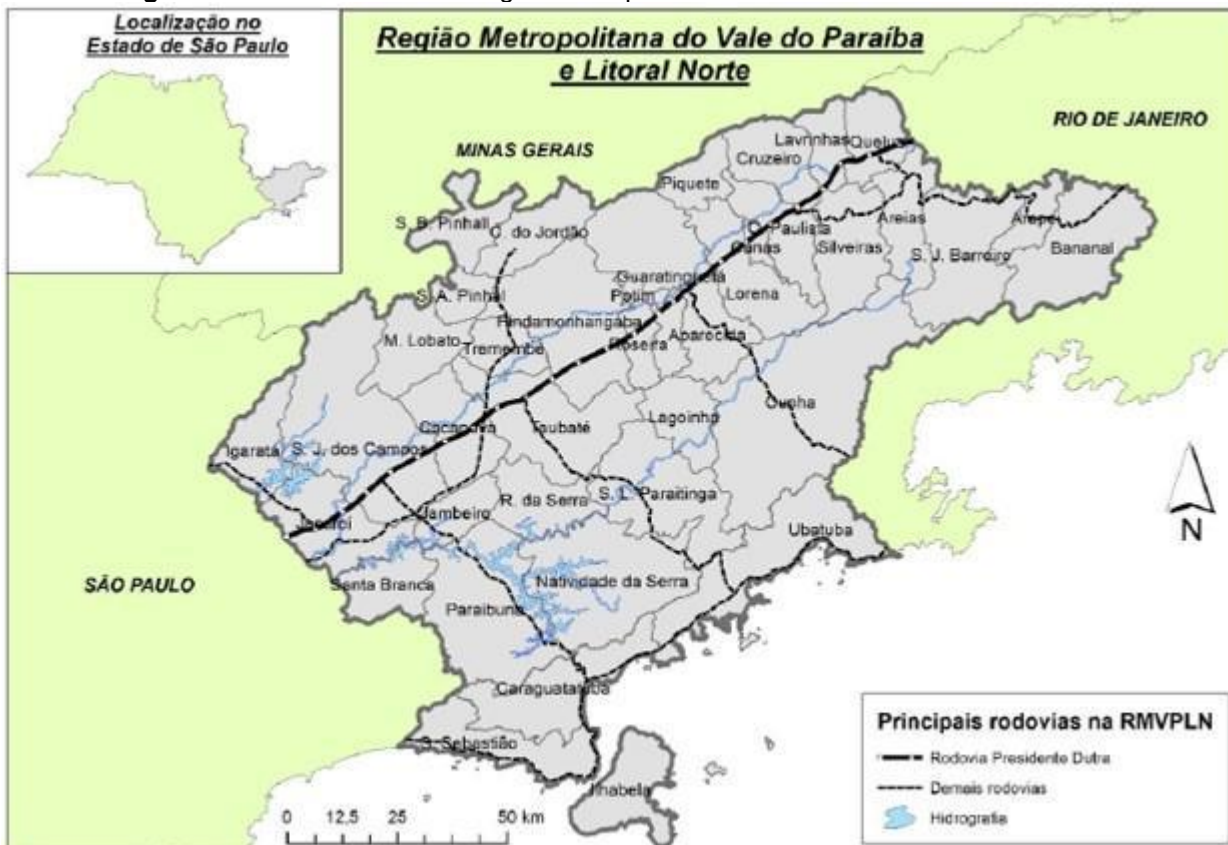 Localização no
Estado de São Paulo
Região Metropolitana do Vale do Paraíba
e Litoral Norte
RIO DE JANEIRO
MINAS GERAIS
SÃO PAULO
Lavrinhas
Queluz
Cruzeiro
Piquete
S. B. Pinhall
C. do Jordão
C. Paulista
Areias
Arapeí
Canas
Silveiras
S. J. Barreiro
Bananal
Guaratinguetá
Potim
Lorena
S. A. Pinhal
Pindamonhangaba
M. Lobato
Tremembé
Roseira
Aparecida
Cunha
Lagoinha
Caçapava
Taubaté
Igaratá
S. J. dos Campos
R. da Serra
S. L. Paraitinga
Jacareí
Jambeiro
Ubatuba
Santa Branca
Natividade da Serra
Paraibuna
Caraguatatuba
S. Sebastião
Ilhabella
N
0 12,5 25 50 km
Principais rodovias na RMVPLN
Rodovia Presidente Dutra
Demais rodovias
Hidrografia